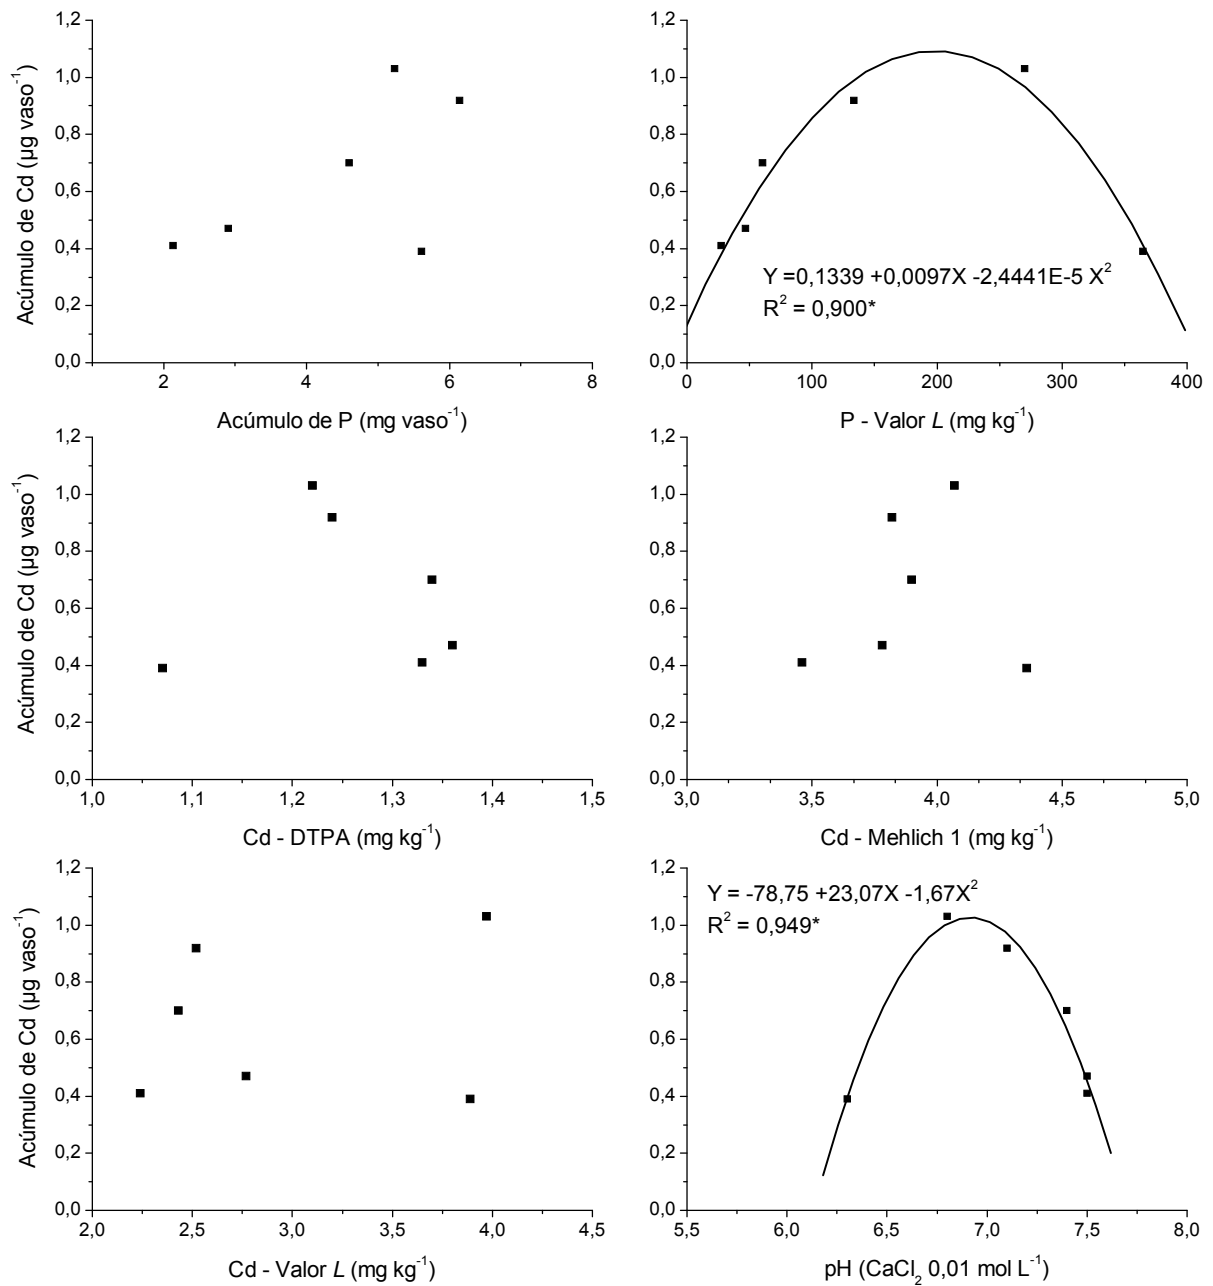 1,2
1,0
0,8
0,6
0,4
0,2
0,0
Acúmulo de Cd (µg vaso⁻¹)
2 4 6 8
Acúmulo de P (mg vaso⁻¹)
1,2
1,0
0,8
0,6
0,4
0,2
0,0
Y =0,1339 +0,0097X -2,4441E-5 X²
R² = 0,900*
0 100 200 300 400
P - Valor L (mg kg⁻¹)
1,2
1,0
0,8
0,6
0,4
0,2
0,0
Acúmulo de Cd (µg vaso⁻¹)
1,0 1,1 1,2 1,3 1,4 1,5
Cd - DTPA (mg kg⁻¹)
1,2
1,0
0,8
0,6
0,4
0,2
0,0
3,0 3,5 4,0 4,5 5,0
Cd - Mehlich 1 (mg kg⁻¹)
1,2
1,0
0,8
0,6
0,4
0,2
0,0
Acúmulo de Cd (µg vaso⁻¹)
2,0 2,5 3,0 3,5 4,0 4,5
Cd - Valor L (mg kg⁻¹)
1,2
1,0
0,8
0,6
0,4
0,2
0,0
Y = -78,75 +23,07X -1,67X²
R² = 0,949*
5,5 6,0 6,5 7,0 7,5 8,0
pH (CaCl₂ 0,01 mol L⁻¹)